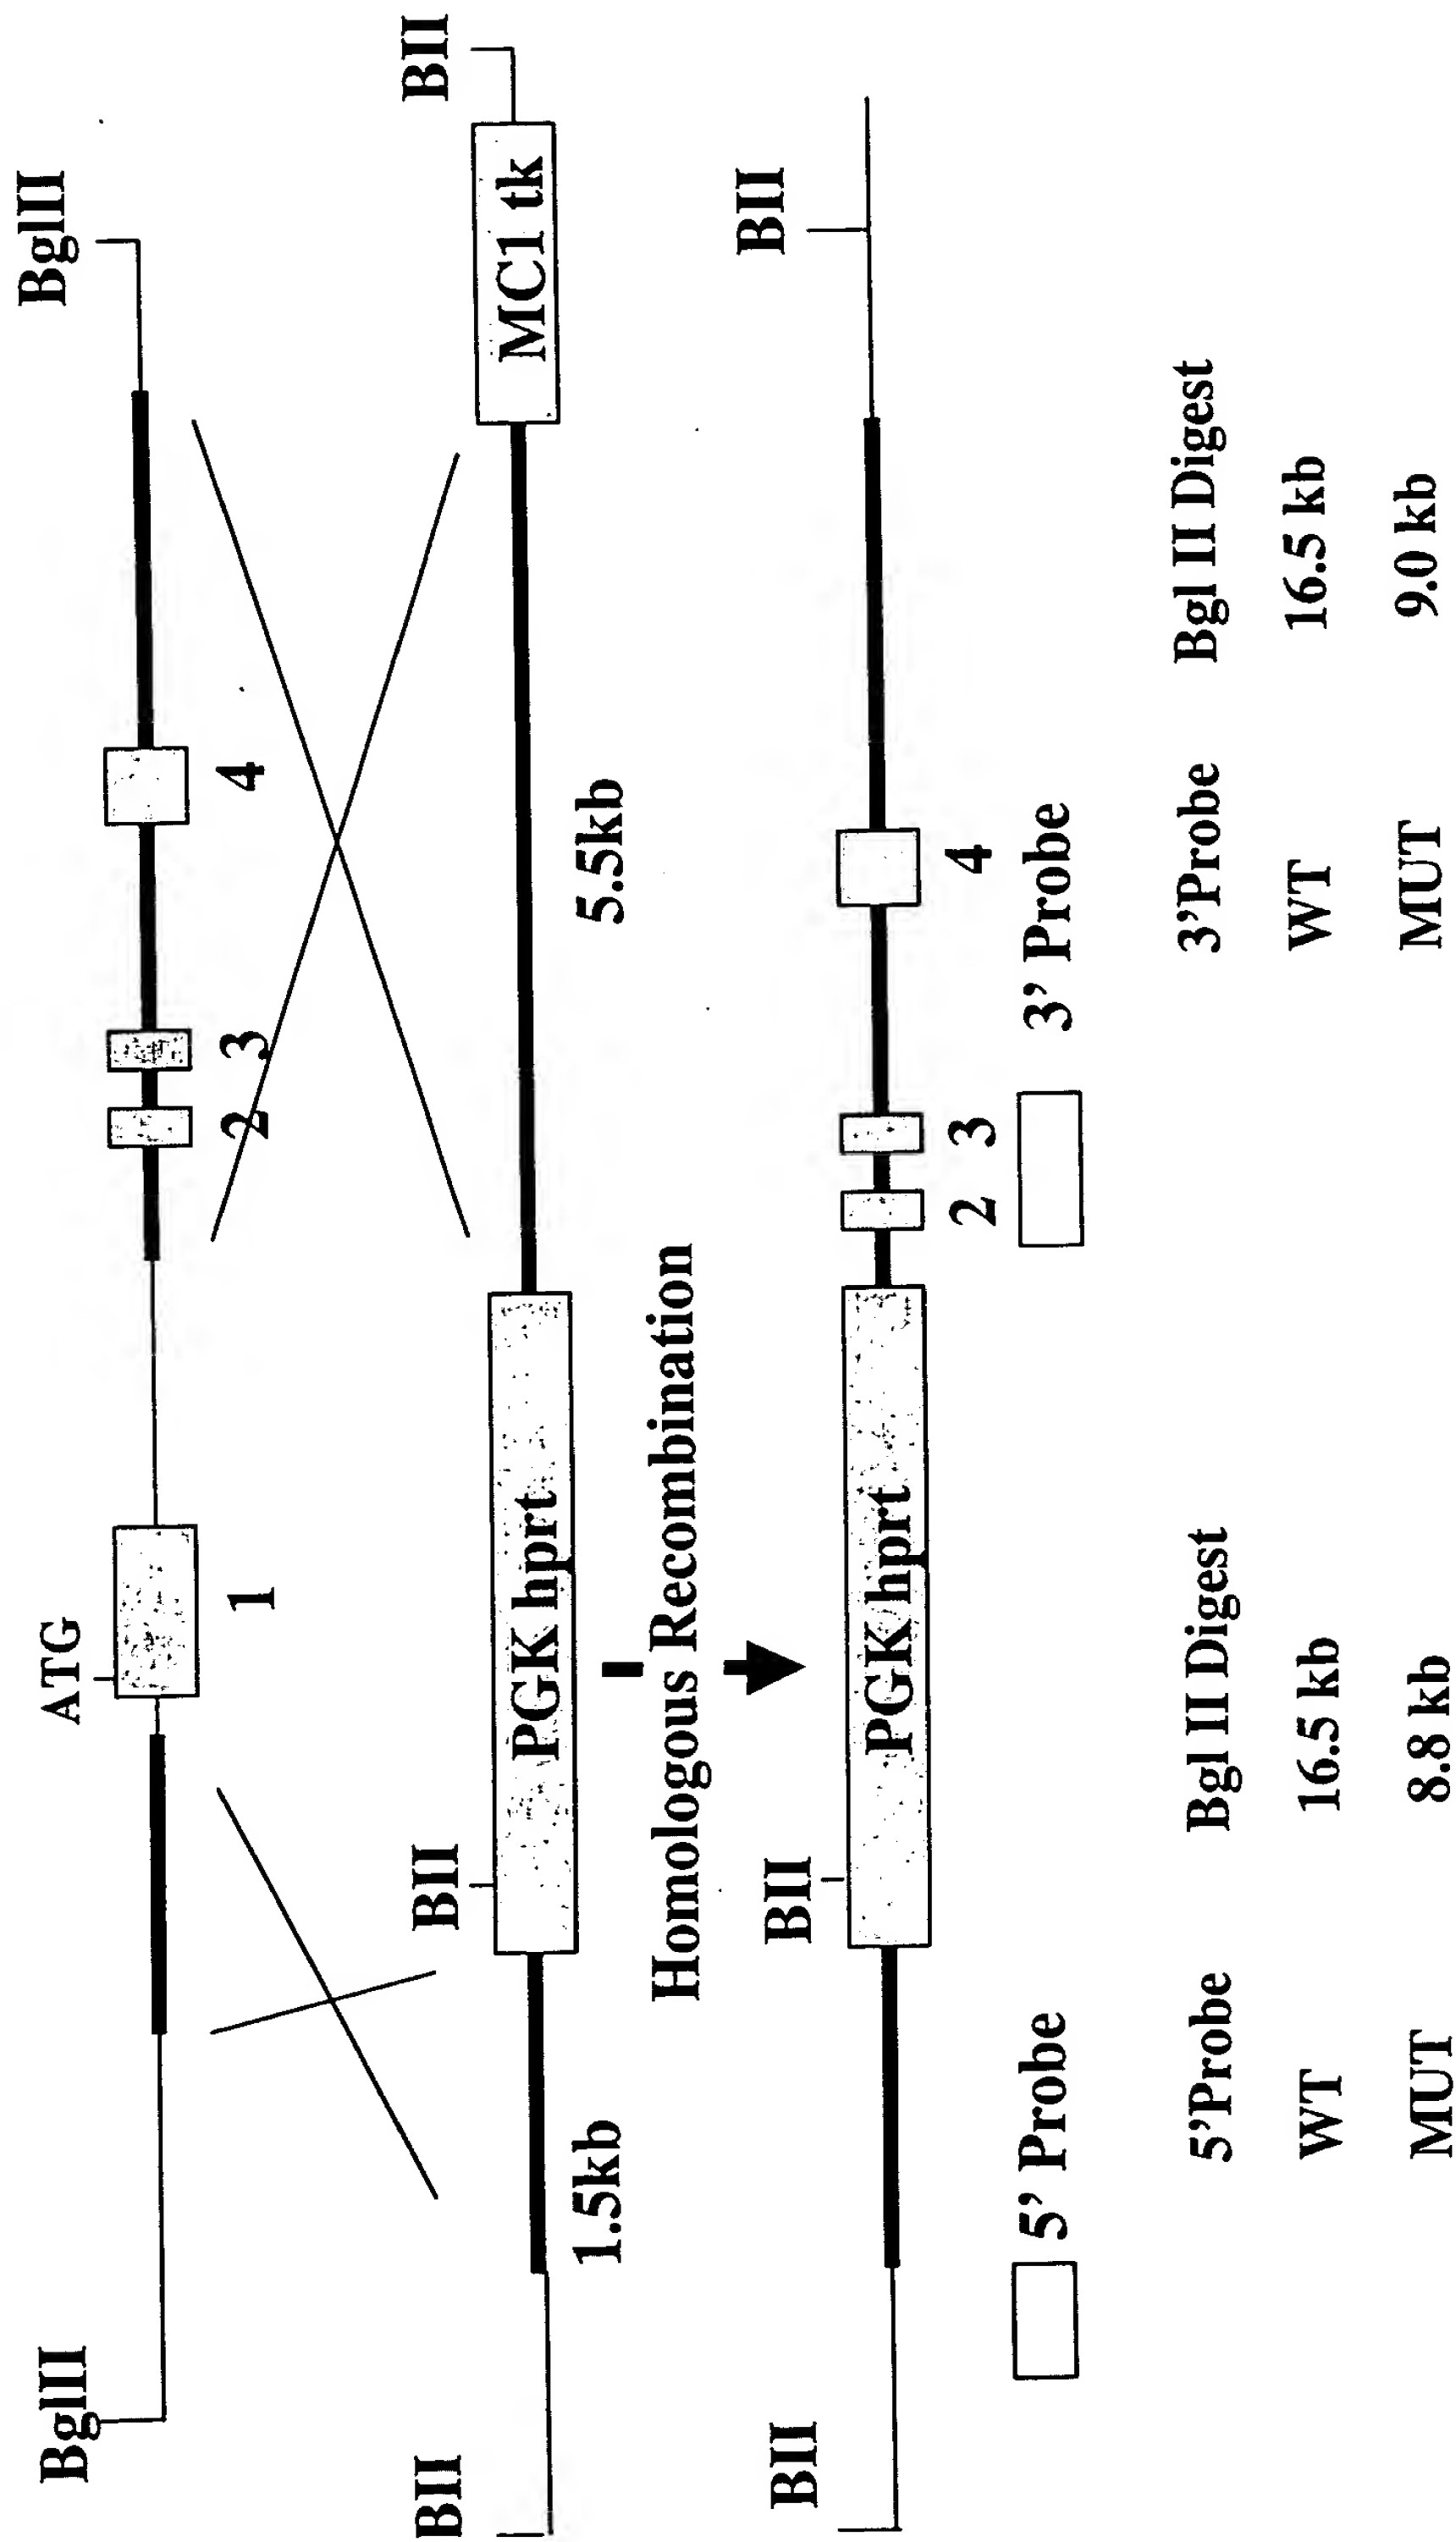 BglII
ATG
BglII
1
2
3
4
BII
BII
BII
PGK hprt
MC1 tk
1.5kb
5.5kb
Homologous Recombination
BII
BII
BII
PGK hprt
2
3
4
5' Probe
3' Probe
5'Probe
Bgl II Digest
3'Probe
Bgl II Digest
WT
16.5 kb
WT
16.5 kb
MUT
8.8 kb
MUT
9.0 kb